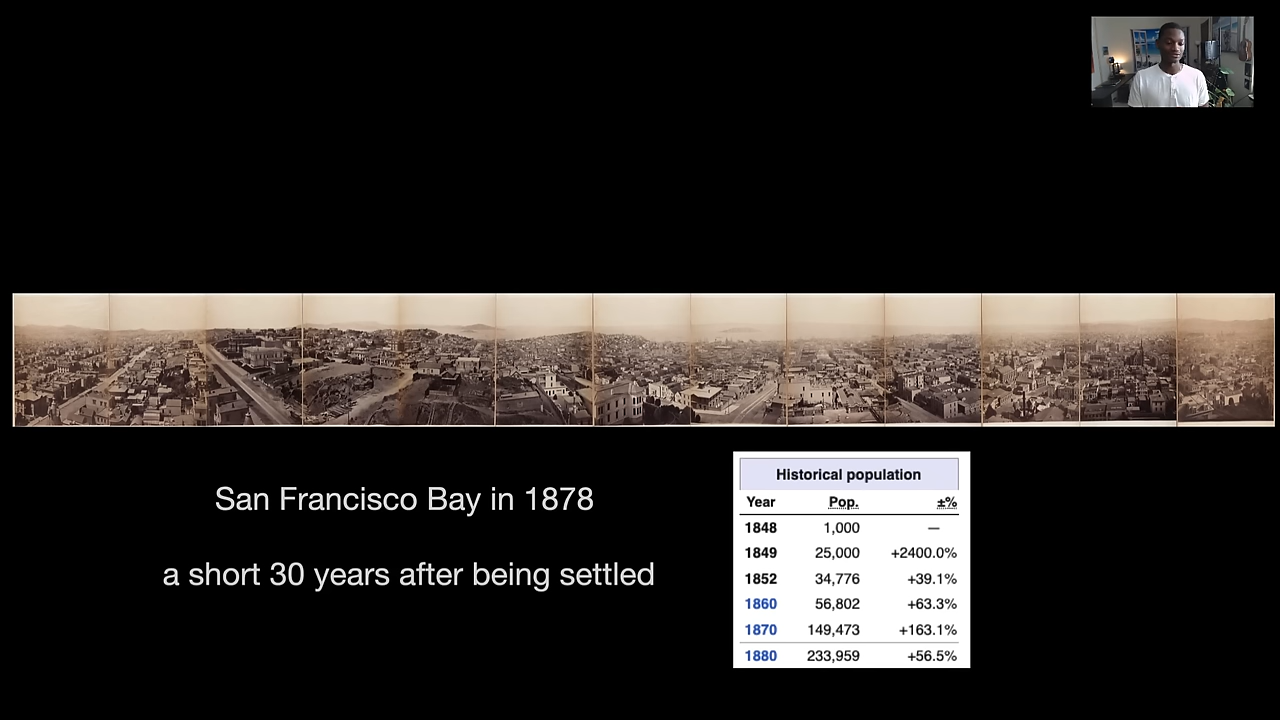 San Francisco Bay in 1878
a short 30 years after being settled
Historical population
Year Pop. ±%
1848 1,000 —
1849 25,000 +2400.0%
1852 34,776 +39.1%
1860 56,802 +63.3%
1870 149,473 +163.1%
1880 233,959 +56.5%